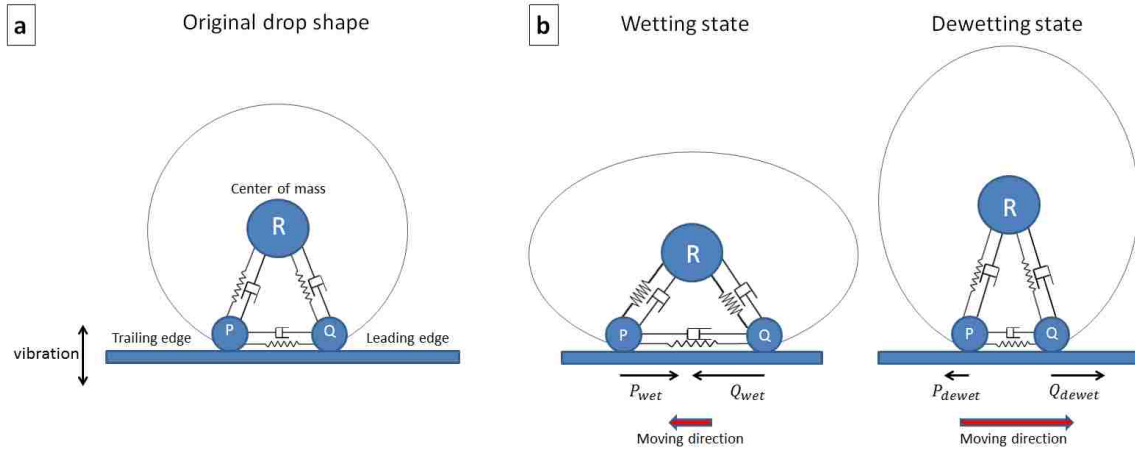 a
Original drop shape
Center of mass
R
P
Q
Trailing edge
Leading edge
vibration
b
Wetting state
R
P
Q
P_wet
Q_wet
Moving direction
Dewetting state
R
P
Q
P_dewet
Q_dewet
Moving direction